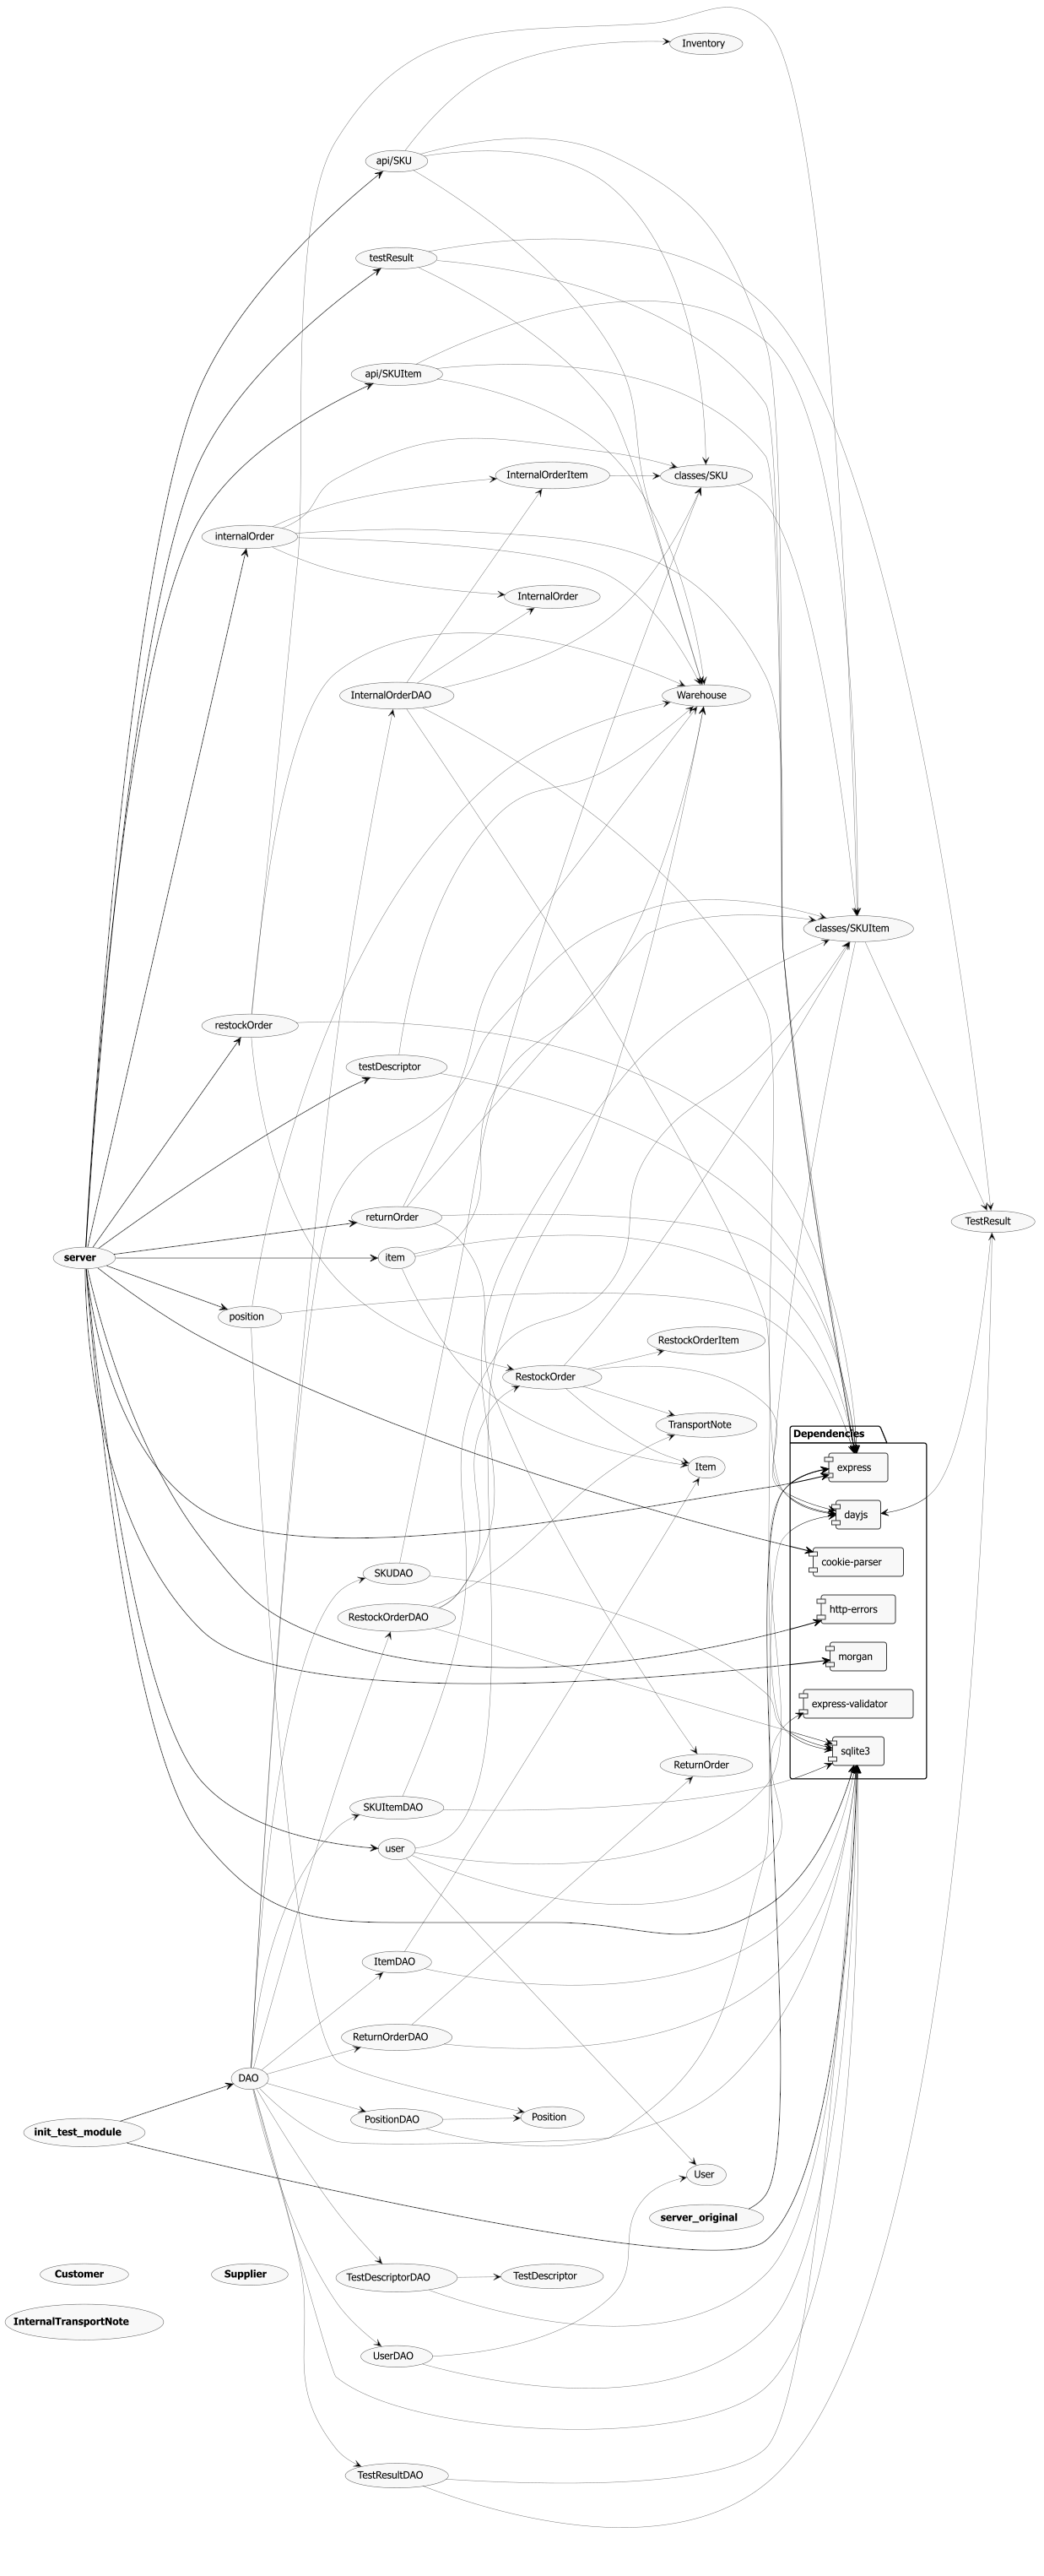 Inventory
api/SKU
testResult
api/SKUItem
InternalOrderItem
classes/SKU
internalOrder
InternalOrder
InternalOrderDAO
Warehouse
classes/SKUItem
restockOrder
testDescriptor
returnOrder
TestResult
server
item
position
RestockOrderItem
RestockOrder
TransportNote
Dependencies
Item
express
dayjs
cookie-parser
SKUDAO
http-errors
RestockOrderDAO
morgan
express-validator
sqlite3
ReturnOrder
SKUItemDAO
user
ItemDAO
ReturnOrderDAO
DAO
PositionDAO
Position
init_test_module
User
server_original
Customer
Supplier
TestDescriptorDAO
TestDescriptor
InternalTransportNote
UserDAO
TestResultDAO